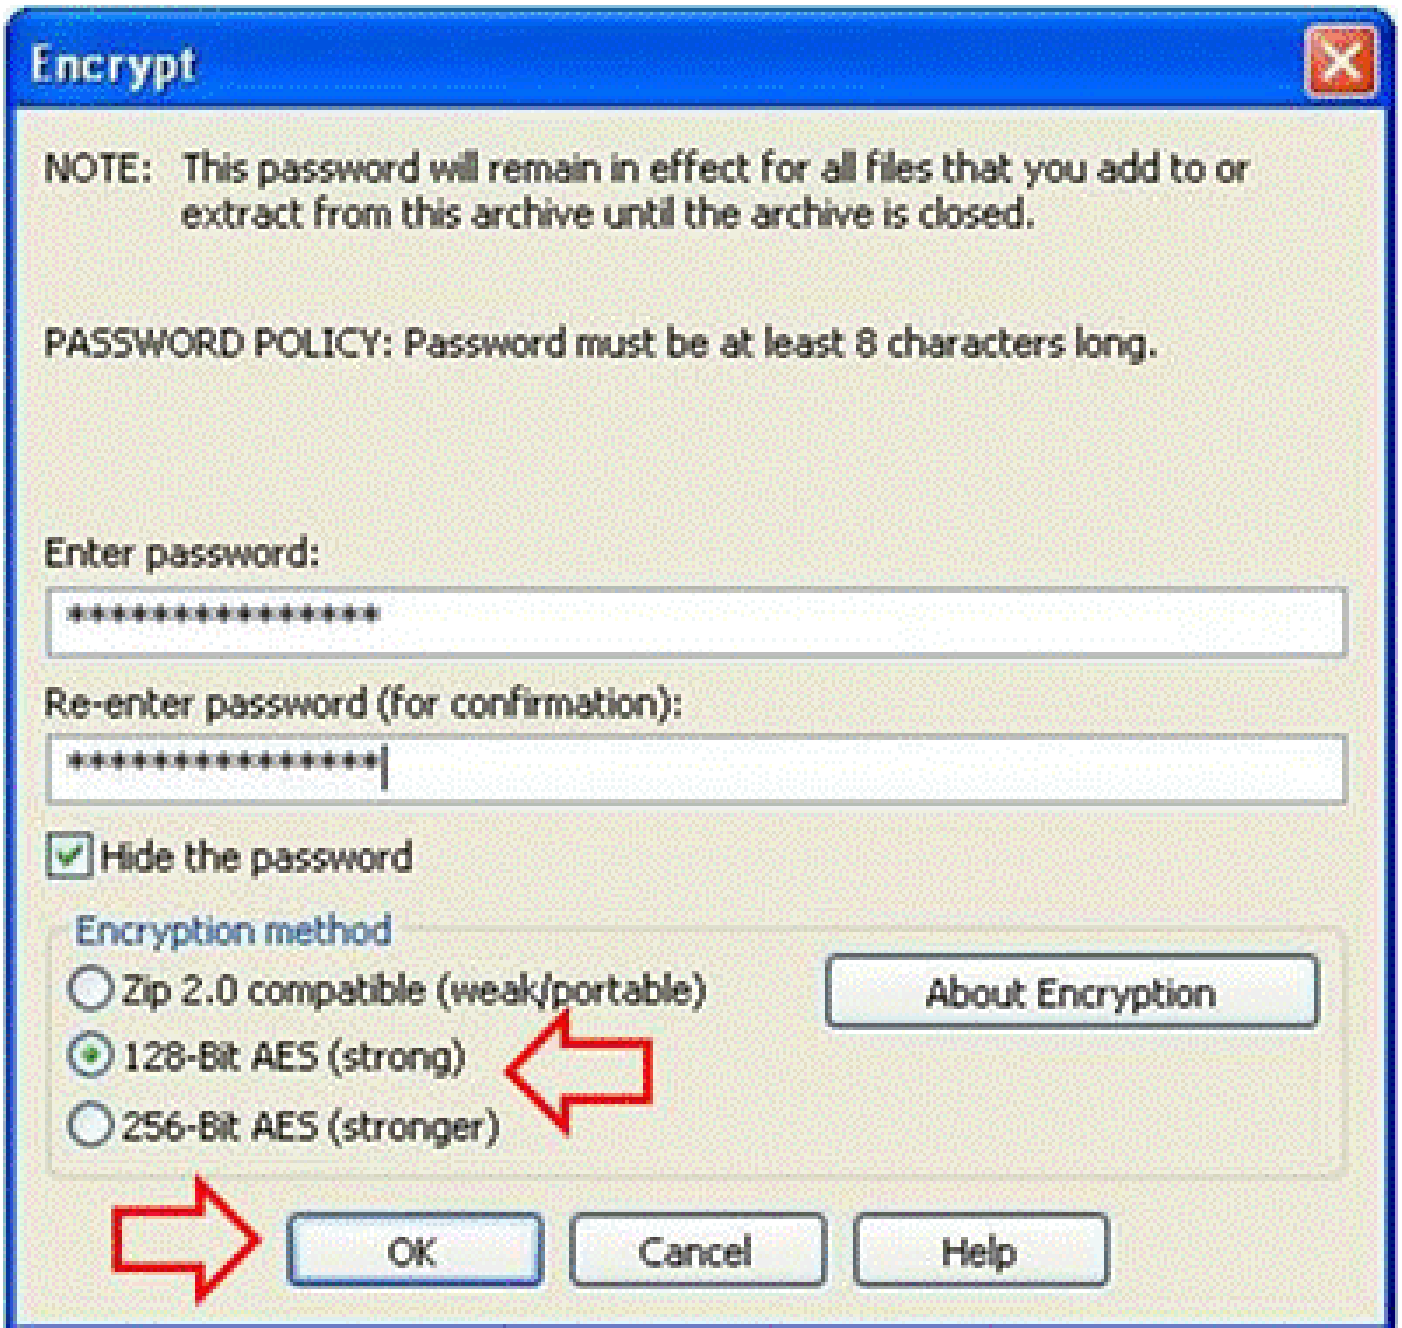 Encrypt
NOTE: This password will remain in effect for all files that you add to or
extract from this archive until the archive is closed.
PASSWORD POLICY: Password must be at least 8 characters long.
Enter password:
***************
Re-enter password (for confirmation):
***************
Hide the password
Encryption method
Zip 2.0 compatible (weak/portable)
About Encryption
128-Bit AES (strong)
256-Bit AES (stronger)
OK Cancel Help